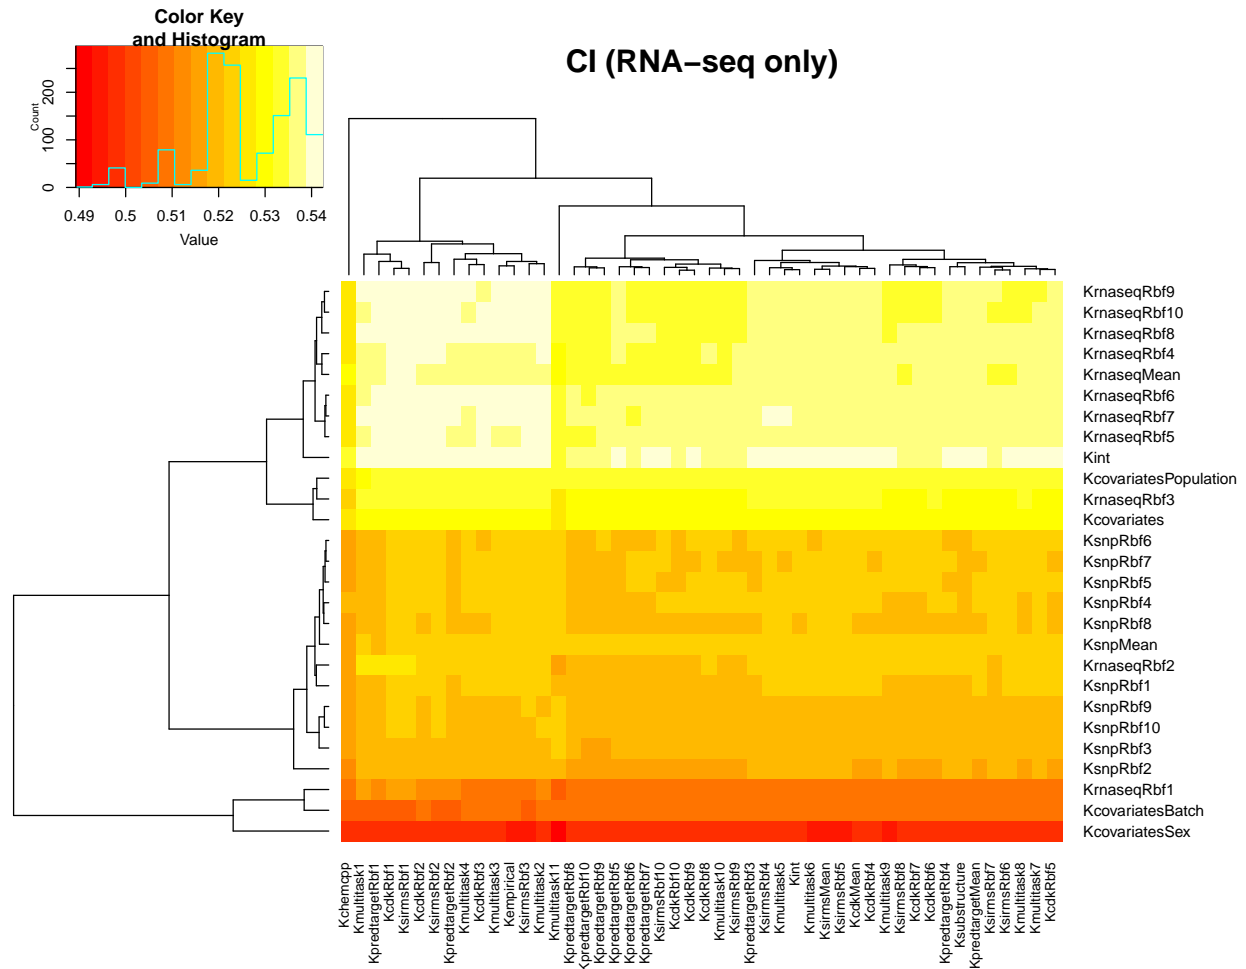 Color Key
and Histogram
CI (RNA−seq only)
Count
0 100 200
0.49 0.5 0.51 0.52 0.53 0.54
Value
KrnaseqRbf9
KrnaseqRbf10
KrnaseqRbf8
KrnaseqRbf4
KrnaseqMean
KrnaseqRbf6
KrnaseqRbf7
KrnaseqRbf5
Kint
KcovariatesPopulation
KrnaseqRbf3
Kcovariates
KsnpRbf6
KsnpRbf7
KsnpRbf5
KsnpRbf4
KsnpRbf8
KsnpMean
KrnaseqRbf2
KsnpRbf1
KsnpRbf9
KsnpRbf10
KsnpRbf3
KsnpRbf2
KrnaseqRbf1
KcovariatesBatch
KcovariatesSex
Kchemcpp
Kmultitask1
KpredtargetRbf1
KcdkRbf1
KsirmsRbf1
KcdkRbf2
KsirmsRbf2
KpredtargetRbf2
Kmultitask4
KcdkRbf3
Kmultitask3
Kempirical
KsirmsRbf3
Kmultitask2
Kmultitask11
KpredtargetRbf8
KpredtargetRbf10
KpredtargetRbf9
KpredtargetRbf5
KpredtargetRbf6
KpredtargetRbf7
KsirmsRbf10
KcdkRbf10
KcdkRbf9
KcdkRbf8
Kmultitask10
KsirmsRbf9
KpredtargetRbf3
KsirmsRbf4
Kmultitask5
Kint
Kmultitask6
KsirmsMean
KsirmsRbf5
KcdkMean
KcdkRbf4
Kmultitask9
KsirmsRbf8
KcdkRbf7
KcdkRbf6
KpredtargetRbf4
Ksubstructure
KpredtargetMean
KsirmsRbf7
KsirmsRbf6
Kmultitask8
Kmultitask7
KcdkRbf5